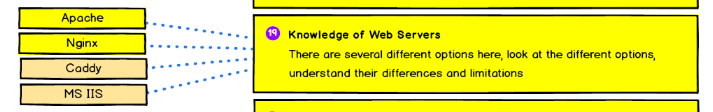 Apache
Nginx
Caddy
MS IIS
19 Knowledge of Web Servers
There are several different options here, look at the different options,
understand their differences and limitations